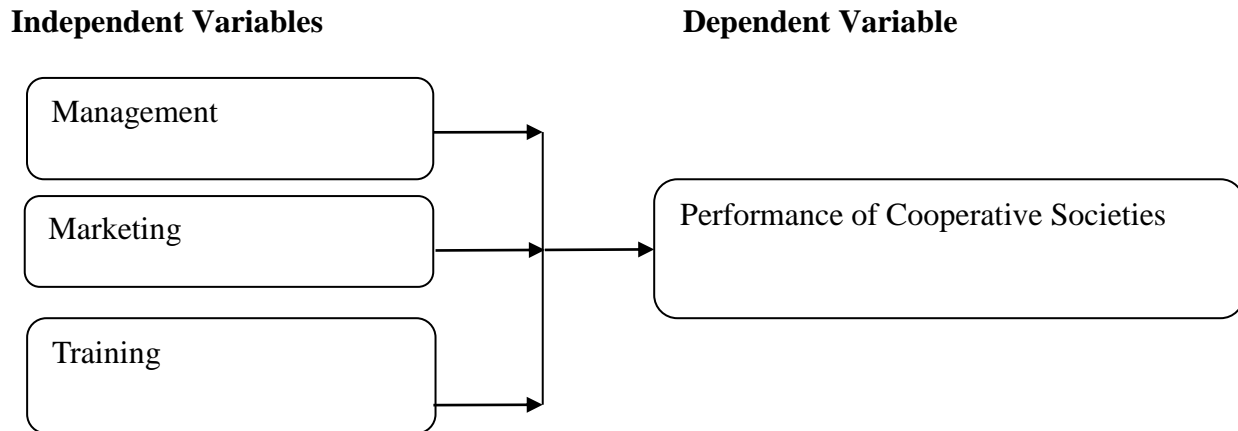 Independent Variables
Dependent Variable
Management
Marketing
Performance of Cooperative Societies
Training